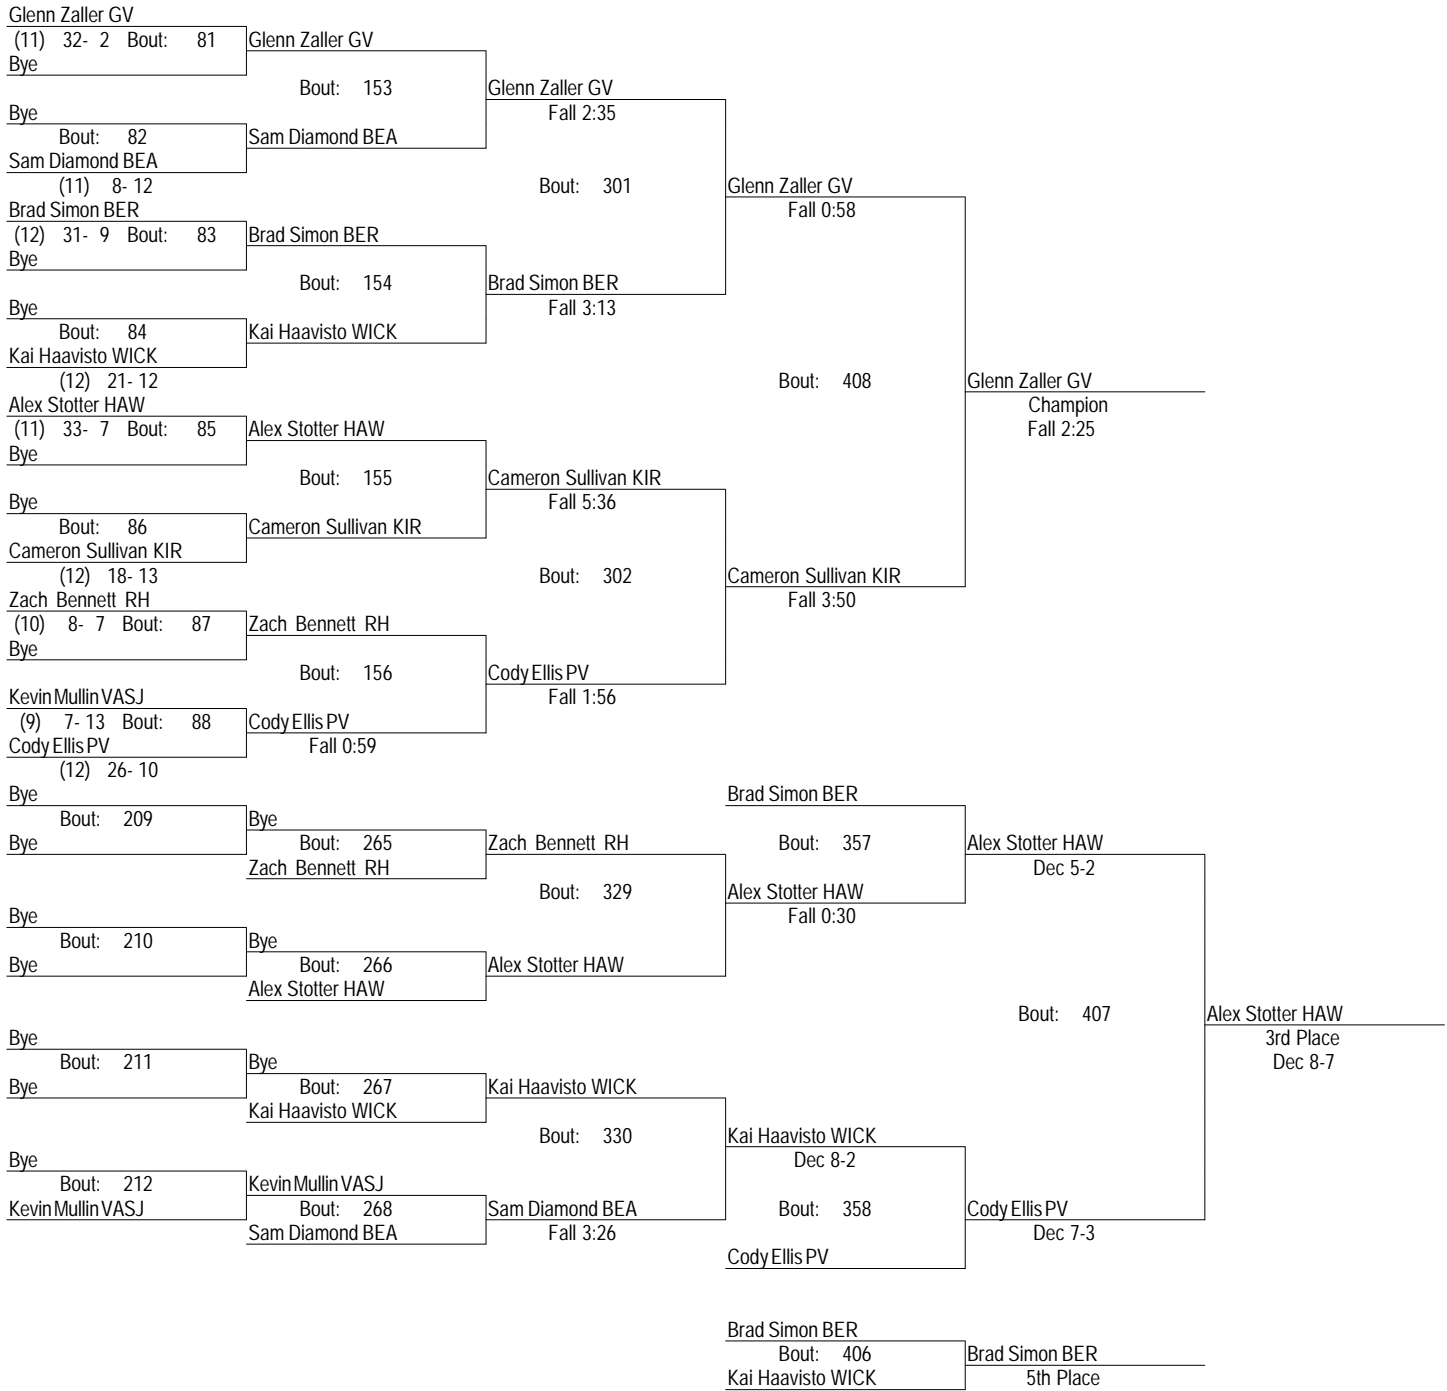 Glenn Zaller GV
(11) 32- 2 Bout: 81 Glenn Zaller GV
Bye
Bout: 153 Glenn Zaller GV
Bye Fall 2:35
Bout: 82 Sam Diamond BEA
Sam Diamond BEA
(11) 8- 12 Bout: 301 Glenn Zaller GV
Brad Simon BER Fall 0:58
(12) 31- 9 Bout: 83 Brad Simon BER
Bye
Bout: 154 Brad Simon BER
Bye Fall 3:13
Bout: 84 Kai Haavisto WICK
Kai Haavisto WICK
(12) 21- 12 Bout: 408 Glenn Zaller GV
Alex Stotter HAW Champion
(11) 33- 7 Bout: 85 Alex Stotter HAW Fall 2:25
Bye
Bout: 155 Cameron Sullivan KIR
Bye Fall 5:36
Bout: 86 Cameron Sullivan KIR
Cameron Sullivan KIR
(12) 18- 13 Bout: 302 Cameron Sullivan KIR
Zach Bennett RH Fall 3:50
(10) 8- 7 Bout: 87 Zach Bennett RH
Bye
Bout: 156 Cody Ellis PV
Kevin Mullin VASJ Fall 1:56
(9) 7- 13 Bout: 88 Cody Ellis PV
Cody Ellis PV Fall 0:59
(12) 26- 10
Bye Brad Simon BER
Bout: 209 Bye
Bye Bout: 265 Zach Bennett RH Bout: 357 Alex Stotter HAW
Zach Bennett RH Dec 5-2
Bout: 329 Alex Stotter HAW
Bye Fall 0:30
Bout: 210 Bye
Bye Bout: 266 Alex Stotter HAW
Alex Stotter HAW
Bout: 407 Alex Stotter HAW
Bye 3rd Place
Bout: 211 Bye Dec 8-7
Bye Bout: 267 Kai Haavisto WICK
Kai Haavisto WICK
Bout: 330 Kai Haavisto WICK
Bye Dec 8-2
Bout: 212 Kevin Mullin VASJ
Kevin Mullin VASJ Bout: 268 Sam Diamond BEA Bout: 358 Cody Ellis PV
Sam Diamond BEA Fall 3:26 Dec 7-3
Cody Ellis PV
Brad Simon BER
Bout: 406 Brad Simon BER
Kai Haavisto WICK 5th Place